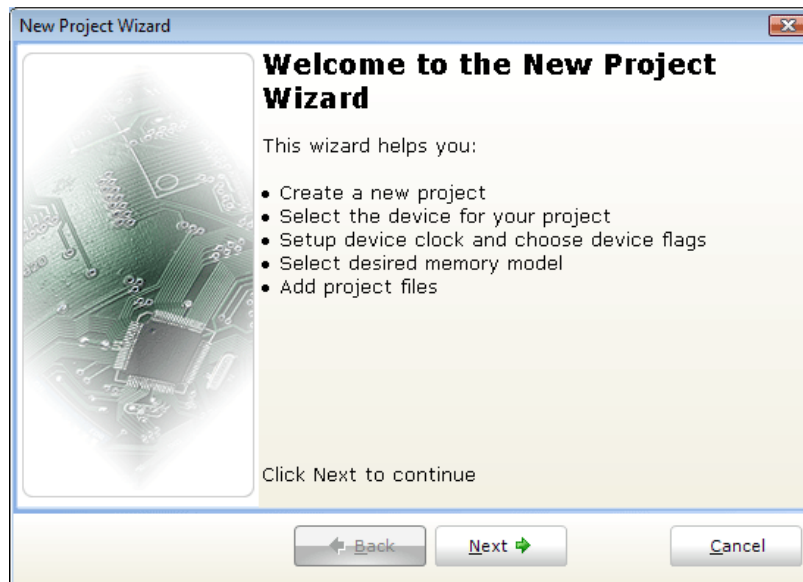 New Project Wizard
Welcome to the New Project
Wizard
This wizard helps you:
• Create a new project
• Select the device for your project
• Setup device clock and choose device flags
• Select desired memory model
• Add project files
Click Next to continue
Back
Next
Cancel